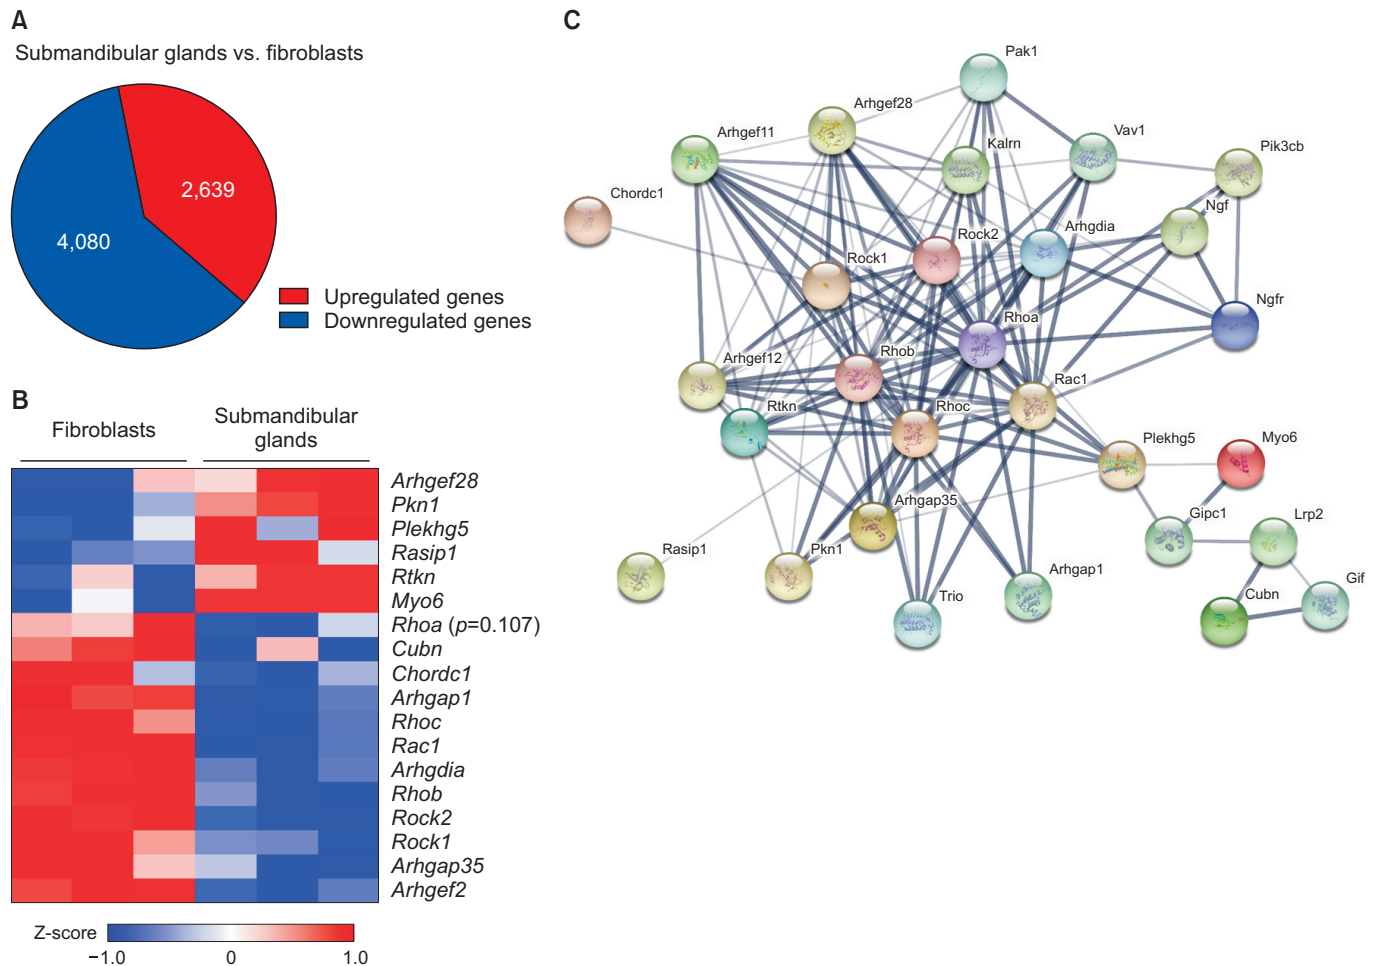 A
Submandibular glands vs. fibroblasts
2,639
4,080
Upregulated genes
Downregulated genes
B
Fibroblasts
Submandibular
glands
Arhgef28
Pkn1
Plekhg5
Rasip1
Rtkn
Myo6
Rhoa (p=0.107)
Cubn
Chordc1
Arhgap1
Rhoc
Rac1
Arhgdia
Rhob
Rock2
Rock1
Arhgap35
Arhgef2
Z-score
−1.0 0 1.0
C
Pak1
Arhgef28
Arhgef11
Kalrn
Vav1
Pik3cb
Chordc1
Ngf
Rock2
Arhgdia
Rock1
Ngfr
Rhoa
Arhgef12
Rhob
Rac1
Rtkn
Rhoc
Plekhg5
Myo6
Arhgap35
Gipc1
Lrp2
Rasip1
Pkn1
Arhgap1
Trio
Cubn
Gif